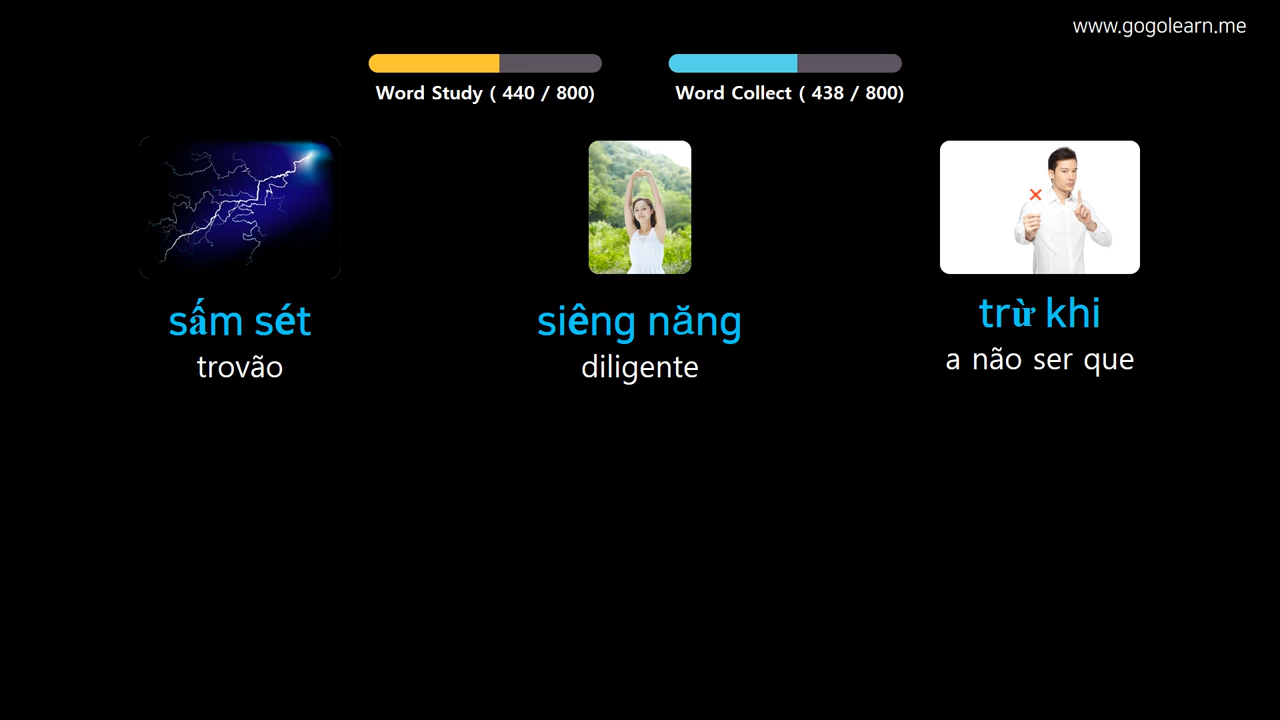 www.gogolearn.me
Word Study ( 440 / 800)
Word Collect ( 438 / 800)
sấm sét
trovão
siêng năng
diligente
trừ khi
a não ser que